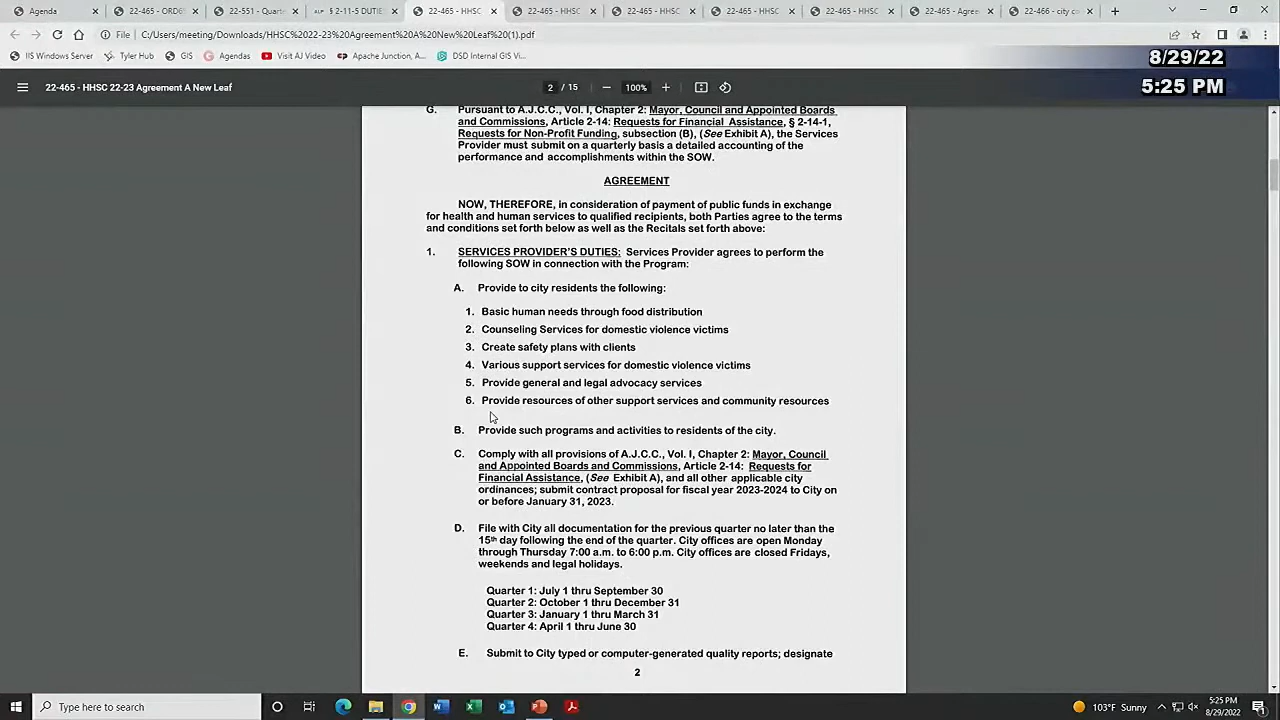 Agenda
22-465 - ORD
22-551 - Quarte
§ 2-11-5 DUTIE
22-465 - HHSC
22-465 - HHSC
22-465 - HHSC
22-465 - HHSC
22-465 - HHSC
22-465 - Agree
22-466 - city c
File | C:/Users/meeting/Downloads/HHSC%2022-23%20Agreement%20A%20New%20Leaf%20(1).pdf
IIS Windows Server
Tyler Hub
GIS
Agendas
Visit AJ Video
Apache Junction, A...
DSD Internal GIS Vi...
8/29/22
5:25 PM
22-465 - HHSC 22-23 Agreement A New Leaf
2 / 15
100%
G. Pursuant to A.J.C.C., Vol. I, Chapter 2: Mayor, Council and Appointed Boards
and Commissions, Article 2-14: Requests for Financial Assistance, § 2-14-1,
Requests for Non-Profit Funding, subsection (B), (See Exhibit A), the Services
Provider must submit on a quarterly basis a detailed accounting of the
performance and accomplishments within the SOW.
AGREEMENT
NOW, THEREFORE, in consideration of payment of public funds in exchange
for health and human services to qualified recipients, both Parties agree to the terms
and conditions set forth below as well as the Recitals set forth above:
1. SERVICES PROVIDER'S DUTIES: Services Provider agrees to perform the
following SOW in connection with the Program:
A. Provide to city residents the following:
1. Basic human needs through food distribution
2. Counseling Services for domestic violence victims
3. Create safety plans with clients
4. Various support services for domestic violence victims
5. Provide general and legal advocacy services
6. Provide resources of other support services and community resources
B. Provide such programs and activities to residents of the city.
C. Comply with all provisions of A.J.C.C., Vol. I, Chapter 2: Mayor, Council
and Appointed Boards and Commissions, Article 2-14: Requests for
Financial Assistance, (See Exhibit A), and all other applicable city
ordinances; submit contract proposal for fiscal year 2023-2024 to City on
or before January 31, 2023.
D. File with City all documentation for the previous quarter no later than the
15th day following the end of the quarter. City offices are open Monday
through Thursday 7:00 a.m. to 6:00 p.m. City offices are closed Fridays,
weekends and legal holidays.
Quarter 1: July 1 thru September 30
Quarter 2: October 1 thru December 31
Quarter 3: January 1 thru March 31
Quarter 4: April 1 thru June 30
E. Submit to City typed or computer-generated quality reports; designate
2
Type here to search
103°F Sunny
5:25 PM
8/29/2022